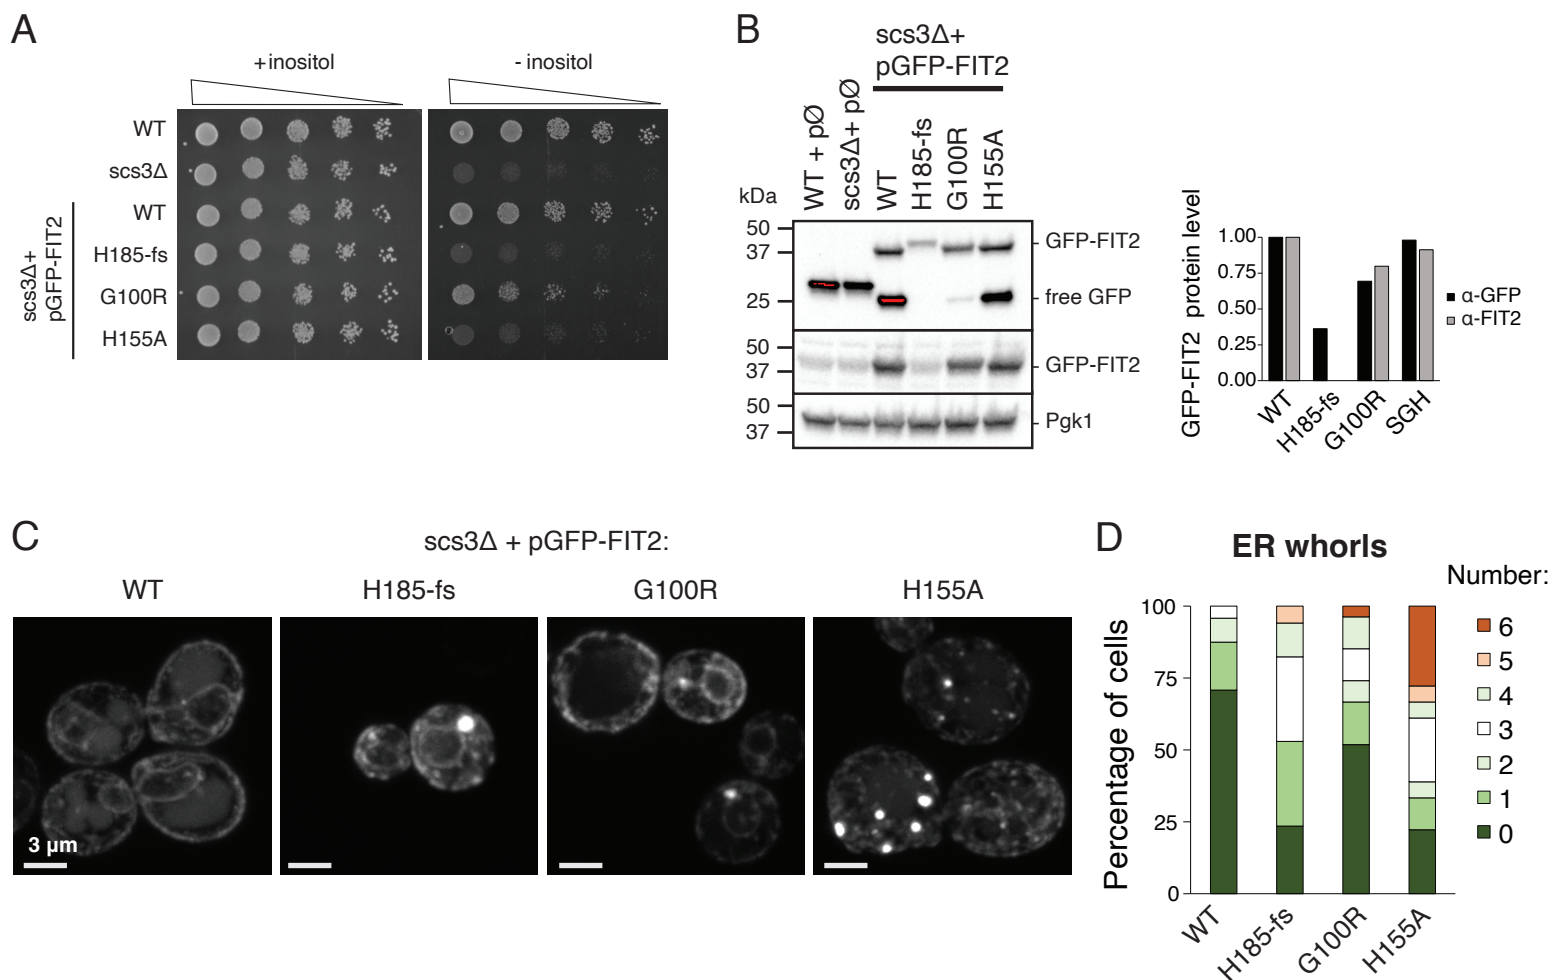 A
+inositol
- inositol
WT
scs3Δ
WT
H185-fs
G100R
H155A
scs3Δ+
pGFP-FIT2
B
scs3Δ+
pGFP-FIT2
kDa
WT + pØ
scs3Δ+ pØ
WT
H185-fs
G100R
H155A
50
37
25
GFP-FIT2
free GFP
50
37
GFP-FIT2
50
37
Pgk1
GFP-FIT2 protein level
1.00
0.75
0.50
0.25
0.00
WT
H185-fs
G100R
SGH
α-GFP
α-FIT2
C
scs3Δ + pGFP-FIT2:
WT
H185-fs
G100R
H155A
3 µm
D
ER whorls
Number:
Percentage of cells
100
75
50
25
0
6
5
4
3
2
1
0
WT
H185-fs
G100R
H155A